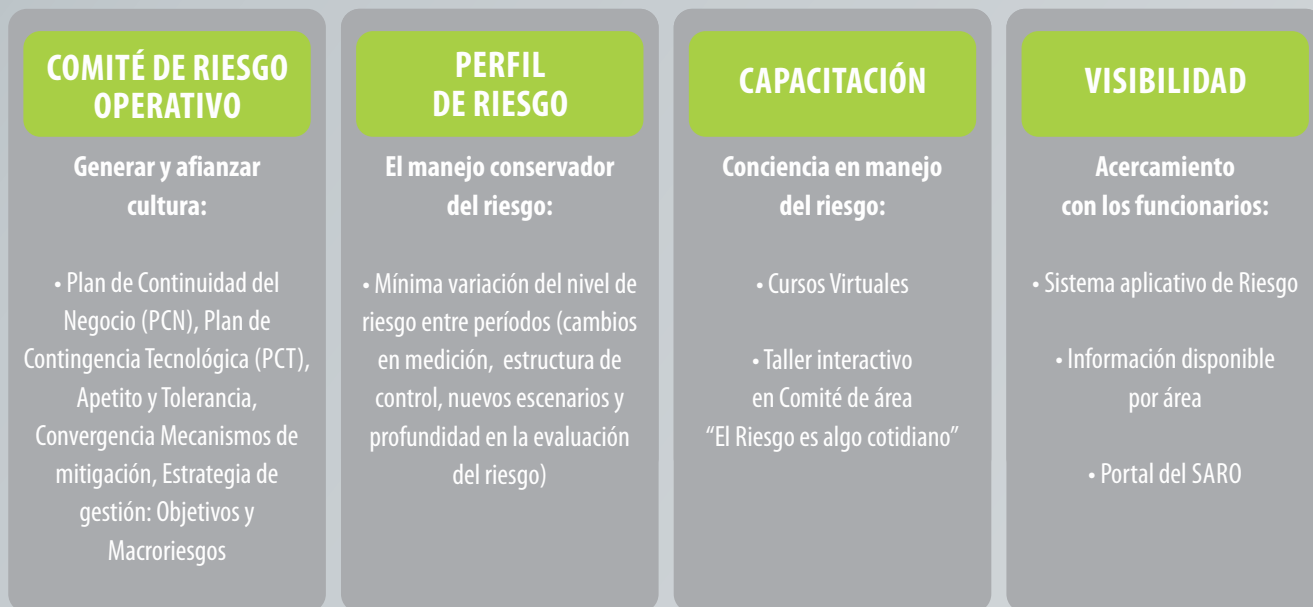 COMITÉ DE RIESGO
OPERATIVO
Generar y afianzar
cultura:
• Plan de Continuidad del
Negocio (PCN), Plan de
Contingencia Tecnológica (PCT),
Apetito y Tolerancia,
Convergencia Mecanismos de
mitigación, Estrategia de
gestión: Objetivos y
Macroriesgos
PERFIL
DE RIESGO
El manejo conservador
del riesgo:
• Mínima variación del nivel de
riesgo entre períodos (cambios
en medición, estructura de
control, nuevos escenarios y
profundidad en la evaluación
del riesgo)
CAPACITACIÓN
Conciencia en manejo
del riesgo:
• Cursos Virtuales
• Taller interactivo
en Comité de área
“El Riesgo es algo cotidiano”
VISIBILIDAD
Acercamiento
con los funcionarios:
• Sistema aplicativo de Riesgo
• Información disponible
por área
• Portal del SARO